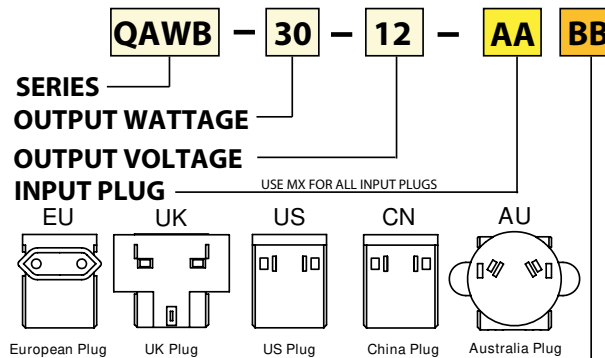 QAWB - 30 - 12 - AA BB
SERIES
OUTPUT WATTAGE
OUTPUT VOLTAGE
INPUT PLUG USE MX FOR ALL INPUT PLUGS
EU UK US CN AU
European Plug UK Plug US Plug China Plug Australia Plug